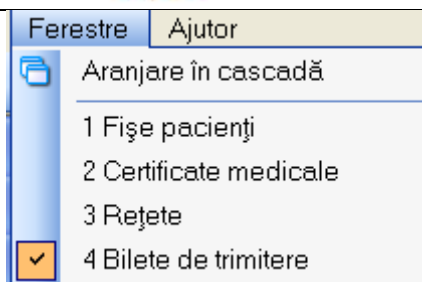 Ferestre Ajutor
Aranjare în cascadă
1 Fişe pacienţi
2 Certificate medicale
3 Reţete
4 Bilete de trimitere